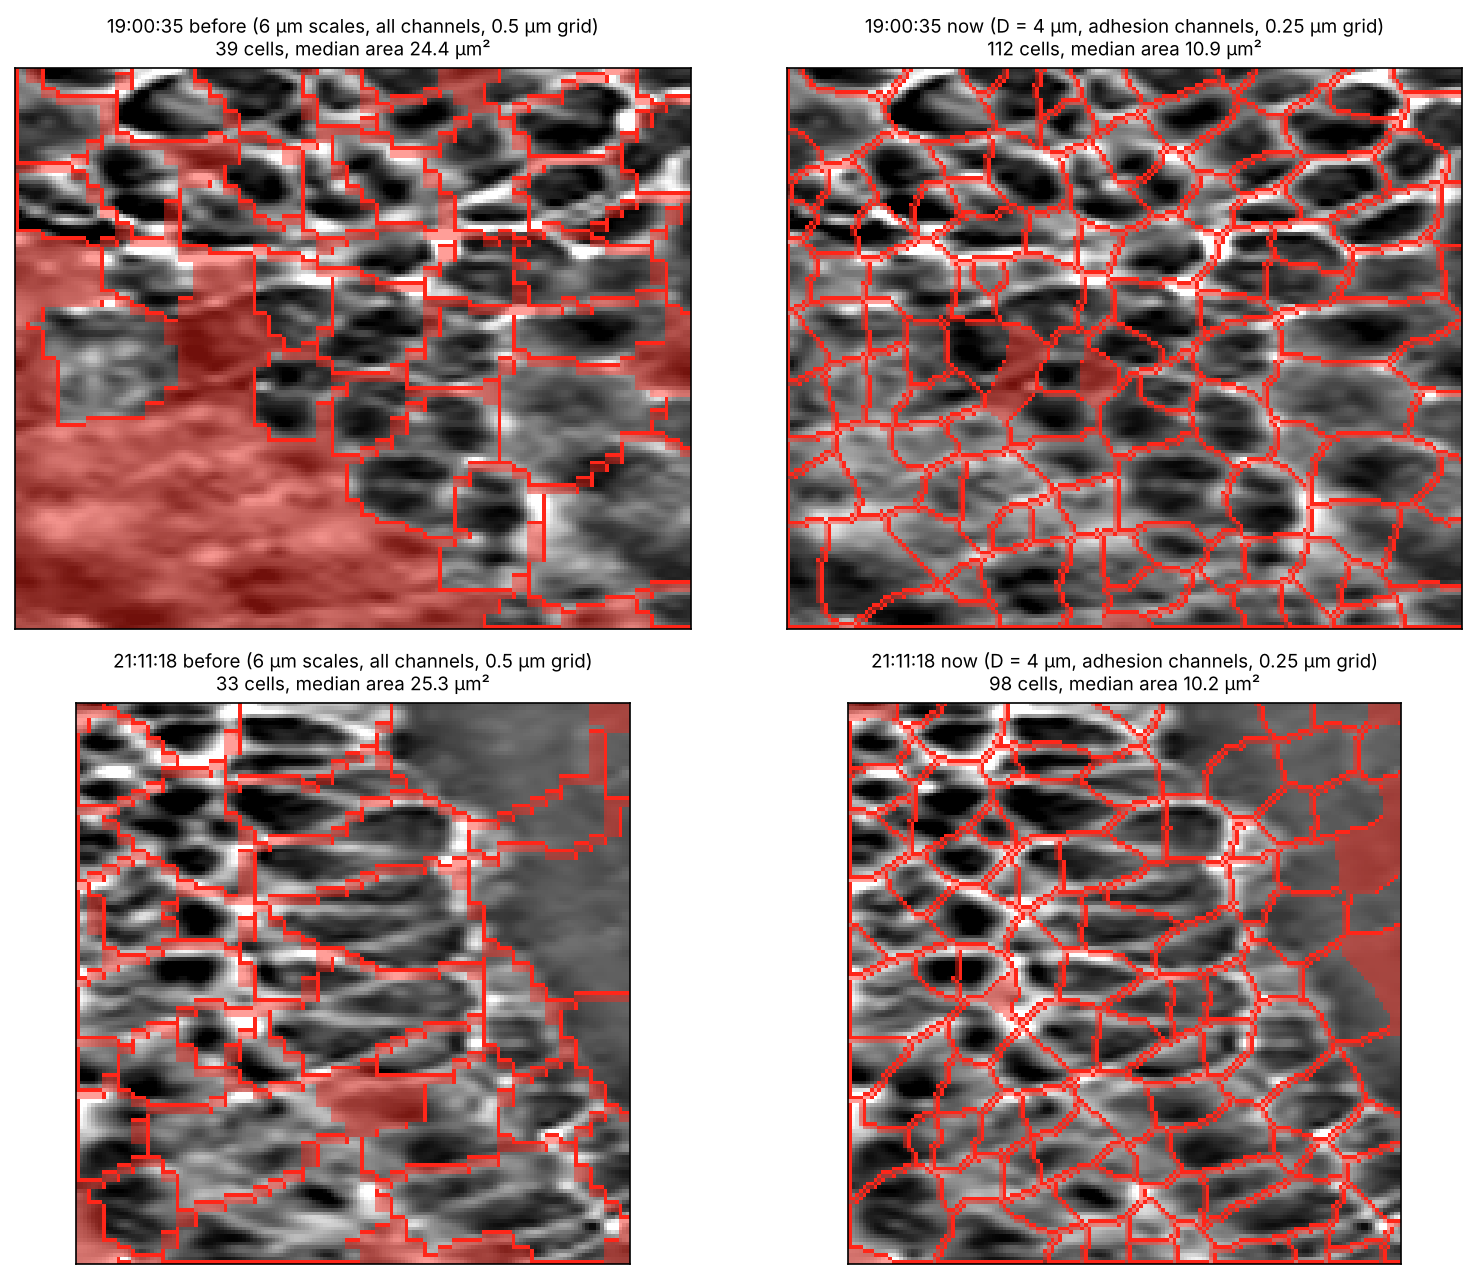 19:00:35 before (6 µm scales, all channels, 0.5 µm grid)
39 cells, median area 24.4 µm²
19:00:35 now (D = 4 µm, adhesion channels, 0.25 µm grid)
112 cells, median area 10.9 µm²
21:11:18 before (6 µm scales, all channels, 0.5 µm grid)
33 cells, median area 25.3 µm²
21:11:18 now (D = 4 µm, adhesion channels, 0.25 µm grid)
98 cells, median area 10.2 µm²